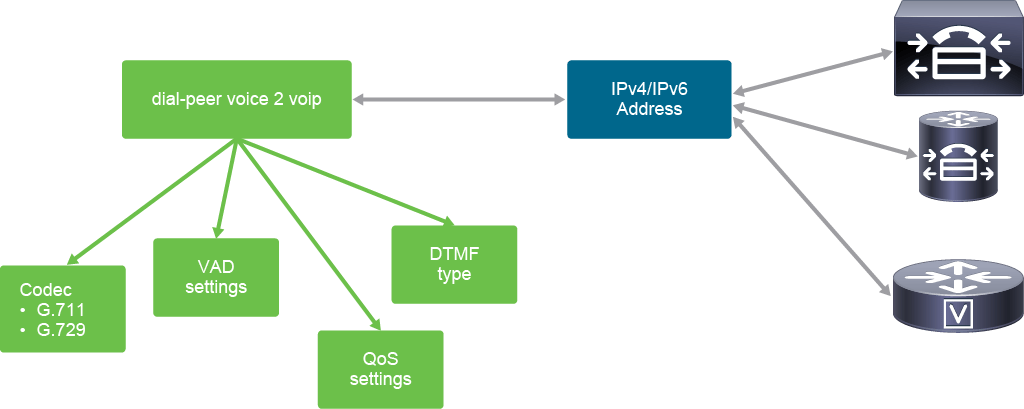 dial-peer voice 2 voip
IPv4/IPv6
Address
Codec
• G.711
• G.729
VAD
settings
QoS
settings
DTMF
type
V